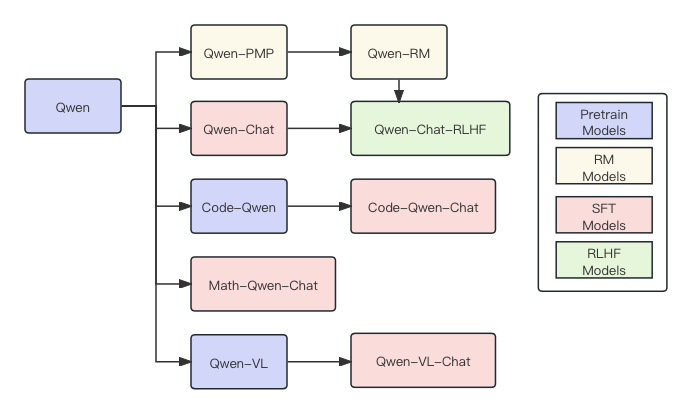 Qwen
Qwen-PMP
Qwen-RM
Qwen-Chat
Qwen-Chat-RLHF
Code-Qwen
Code-Qwen-Chat
Math-Qwen-Chat
Qwen-VL
Qwen-VL-Chat
Pretrain
Models
RM
Models
SFT
Models
RLHF
Models